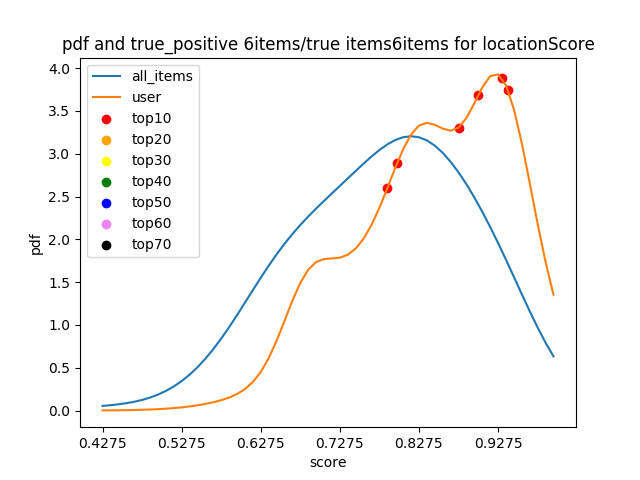 pdf and true_positive 6items/true items6items for locationScore
4.0
3.5
3.0
2.5
2.0
1.5
1.0
0.5
0.0
pdf
all_items
user
top10
top20
top30
top40
top50
top60
top70
0.4275 0.5275 0.6275 0.7275 0.8275 0.9275
score